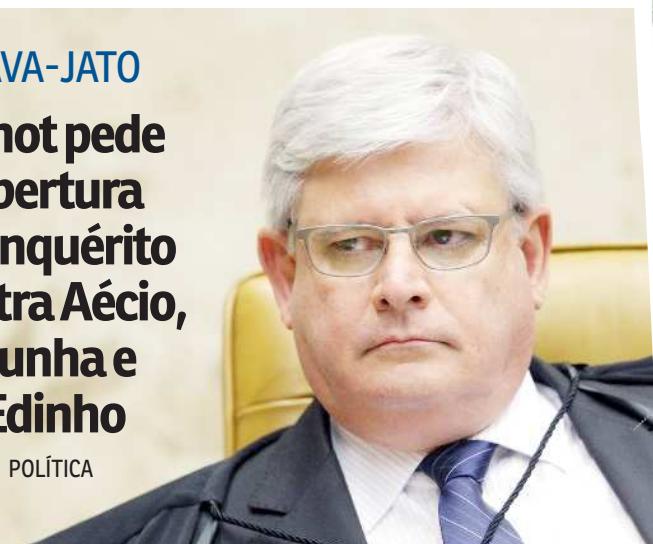 AVA-JATO
not pede
bertura
nquérito
tra Aécio,
unha e
Edinho
POLÍTICA